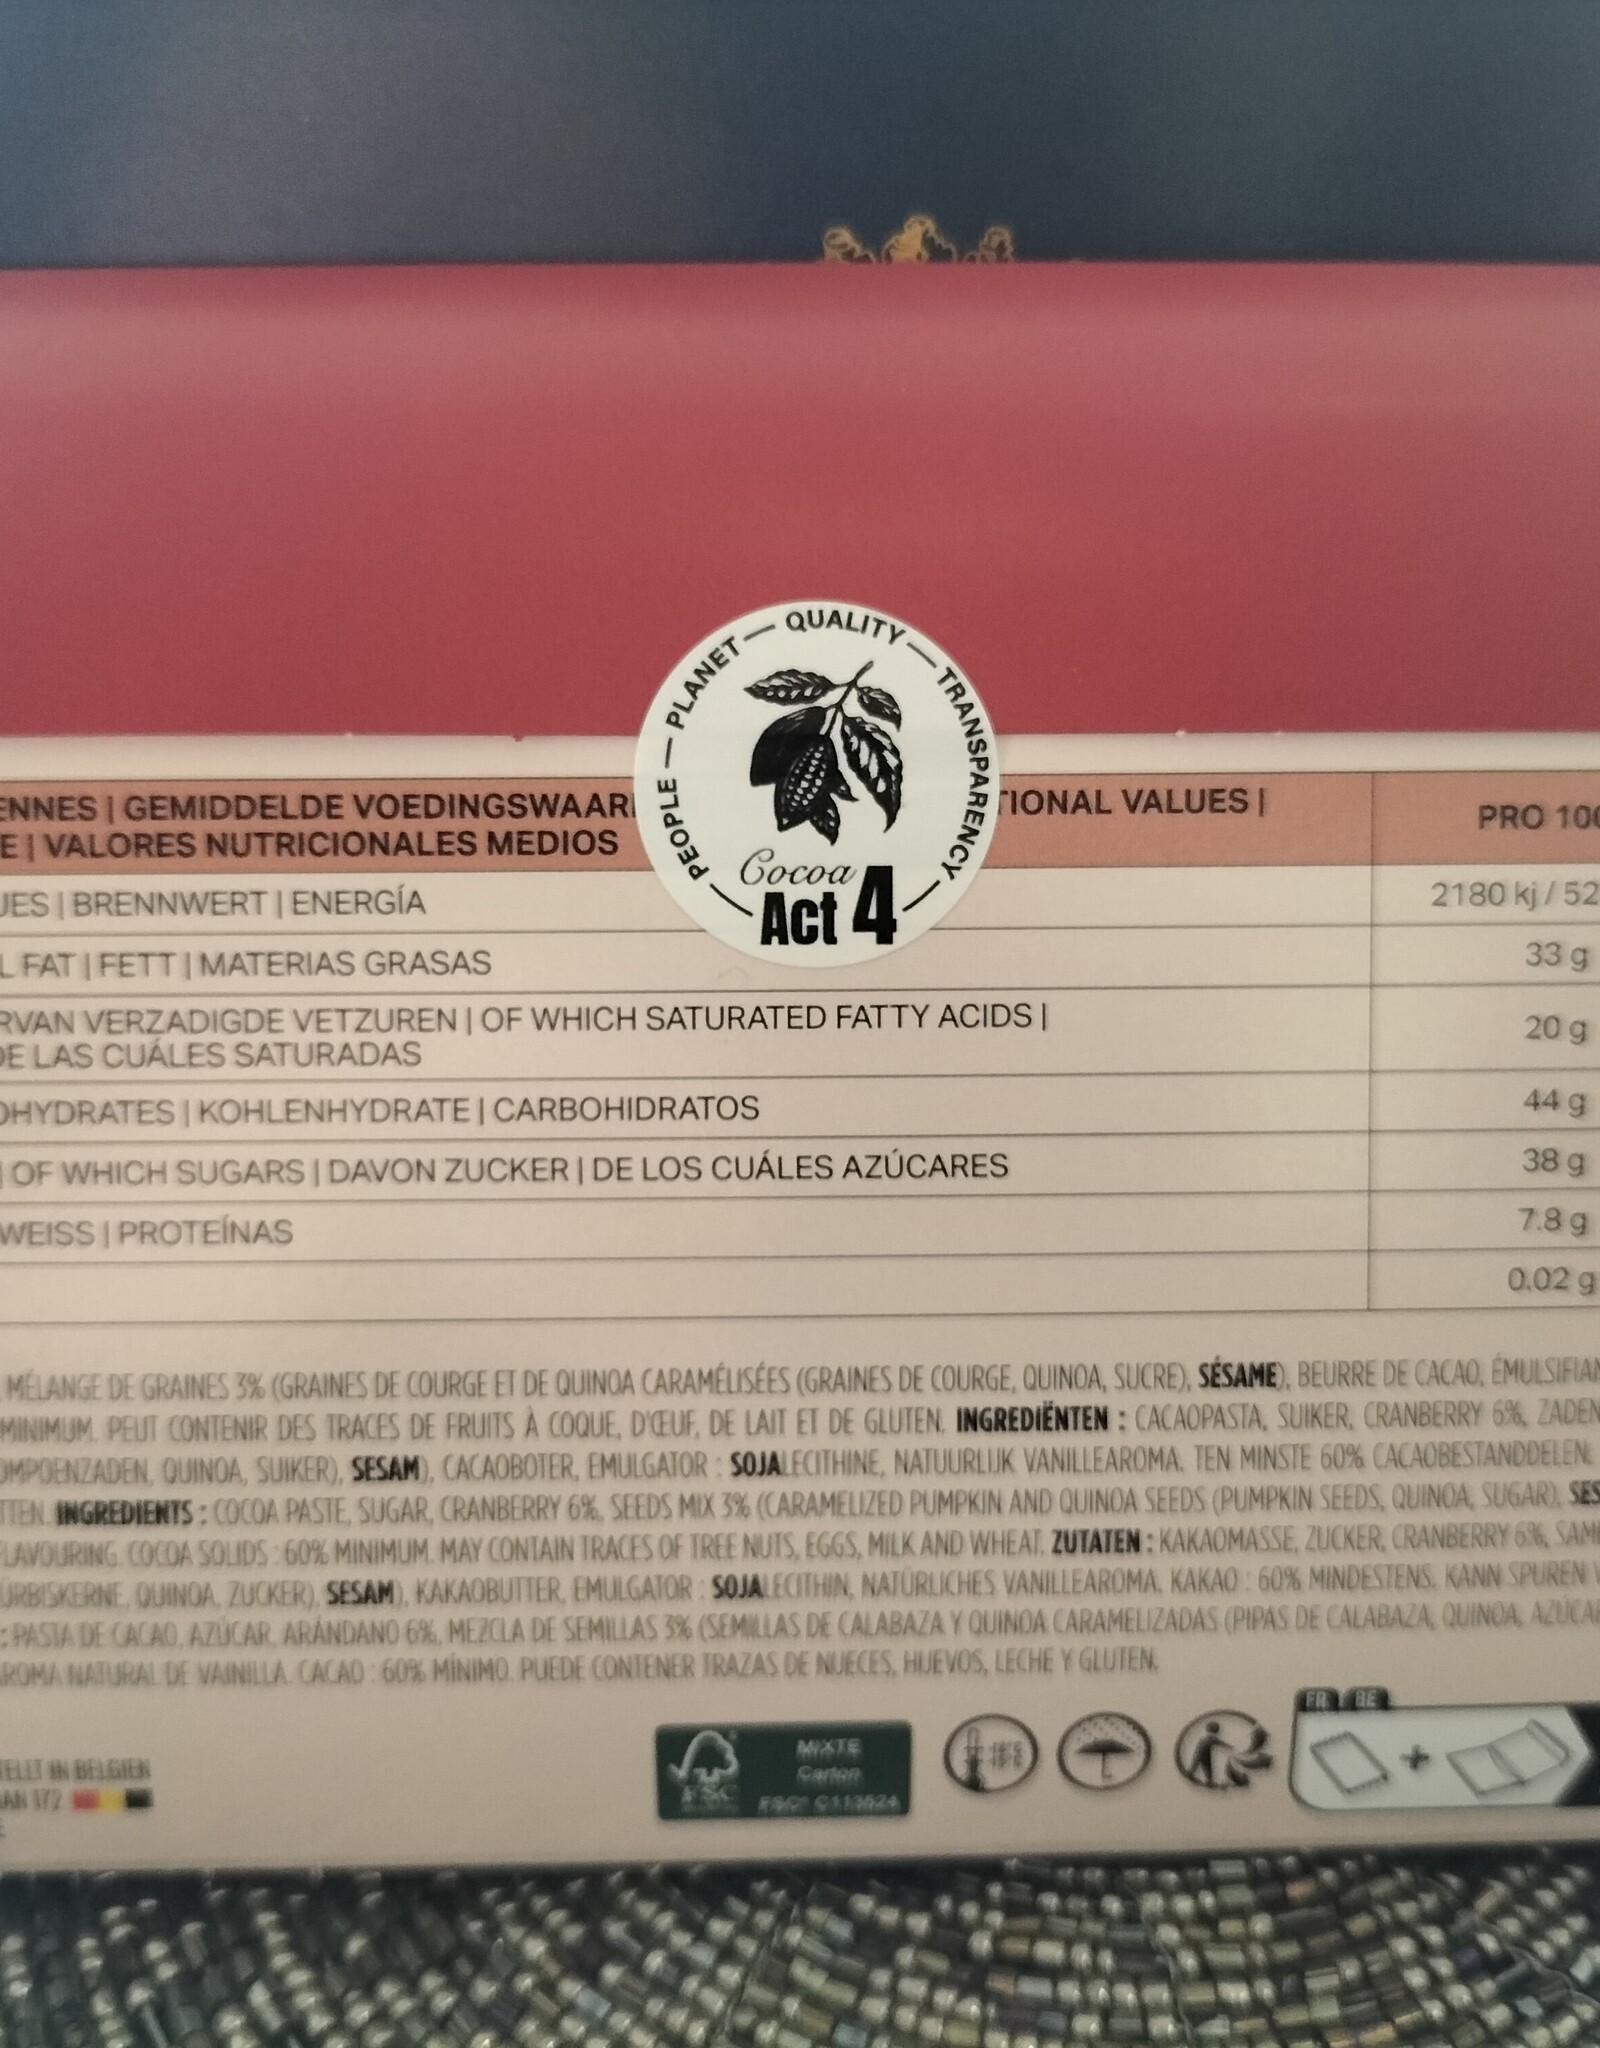 PEOPLE — PLANET — QUALITY — TRANSPARENCY
Cocoa
Act 4
ENNES | GEMIDDELDE VOEDINGSWAAR TIONAL VALUES | PRO 100
E | VALORES NUTRICIONALES MEDIOS
UES | BRENNWERT | ENERGÍA 2180 kj / 52
L FAT | FETT | MATERIAS GRASAS 33 g
RVAN VERZADIGDE VETZUREN | OF WHICH SATURATED FATTY ACIDS | 20 g
DE LAS CUÁLES SATURADAS
OHYDRATES | KOHLENHYDRATE | CARBOHIDRATOS 44 g
| OF WHICH SUGARS | DAVON ZUCKER | DE LOS CUÁLES AZÚCARES 38 g
WEISS | PROTEÍNAS 7.8 g
0.02 g
MÉLANGE DE GRAINES 3% (GRAINES DE COURGE ET DE QUINOA CARAMÉLISÉES (GRAINES DE COURGE, QUINOA, SUCRE), SÉSAME), BEURRE DE CACAO, ÉMULSIFIAN
MINIMUM. PEUT CONTENIR DES TRACES DE FRUITS À COQUE, D'ŒUF, DE LAIT ET DE GLUTEN. INGREDIËNTEN : CACAOPASTA, SUIKER, CRANBERRY 6%, ZADEN
OMPOENZADEN, QUINOA, SUIKER), SESAM), CACAOBOTER, EMULGATOR : SOJALECITHINE, NATUURLIJK VANILLEAROMA. TEN MINSTE 60% CACAOBESTANDDELEN.
TTEN. INGREDIENTS : COCOA PASTE, SUGAR, CRANBERRY 6%, SEEDS MIX 3% (CARAMELIZED PUMPKIN AND QUINOA SEEDS (PUMPKIN SEEDS, QUINOA, SUGAR), SES
FLAVOURING. COCOA SOLIDS : 60% MINIMUM. MAY CONTAIN TRACES OF TREE NUTS, EGGS, MILK AND WHEAT. ZUTATEN : KAKAOMASSE, ZUCKER, CRANBERRY 6%, SAM
ÜRBISKERNE, QUINOA, ZUCKER), SESAM), KAKAOBUTTER, EMULGATOR : SOJALECITHIN, NATÜRLICHES VANILLEAROMA. KAKAO : 60% MINDESTENS. KANN SPUREN
: PASTA DE CACAO, AZÚCAR, ARÁNDANO 6%, MEZCLA DE SEMILLAS 3% (SEMILLAS DE CALABAZA Y QUINOA CARAMELIZADAS (PIPAS DE CALABAZA, QUINOA, AZÚCAR
AROMA NATURAL DE VAINILLA. CACAO : 60% MÍNIMO. PUEDE CONTENER TRAZAS DE NUECES, HUEVOS, LECHE Y GLUTEN.
FR BE
TELLT IN BELGIEN
AN 172
FSC
MIXTE
Carton
FSC® C113524
+